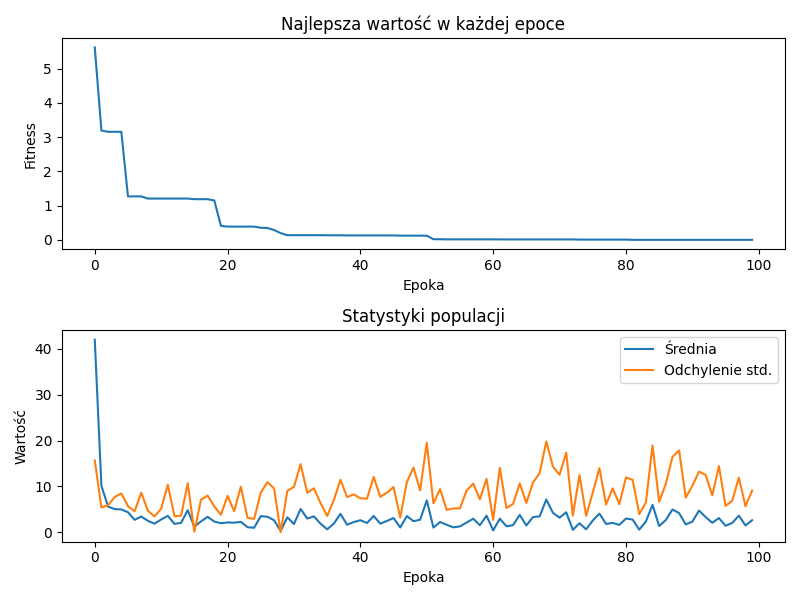 Najlepsza wartość w każdej epoce
5
4
3
2
1
0
Fitness
0 20 40 60 80 100
Epoka
Statystyki populacji
40
30
20
10
0
Wartość
Średnia
Odchylenie std.
0 20 40 60 80 100
Epoka